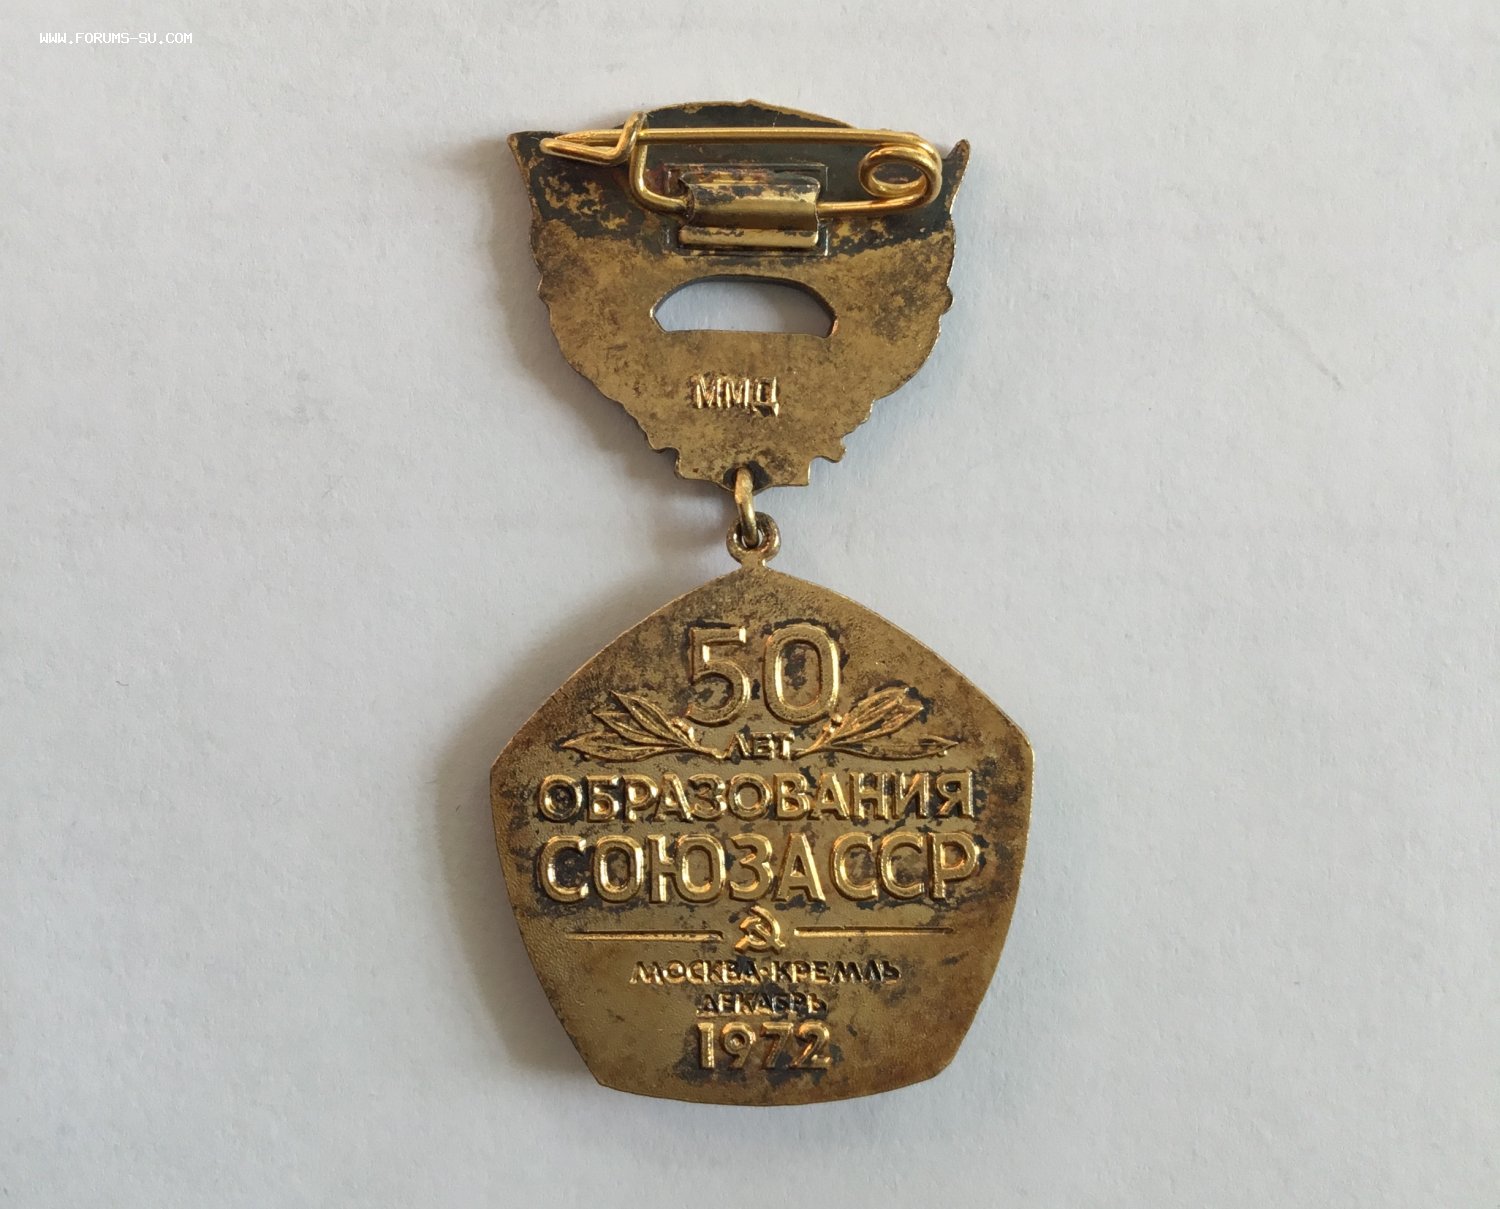 WWW.FORUMS-SU.COM
ММД
50
ЛЕТ
ОБРАЗОВАНИЯ
СОЮЗА ССР
МОСКВА·КРЕМЛЬ
ДЕКАБРЬ
1972